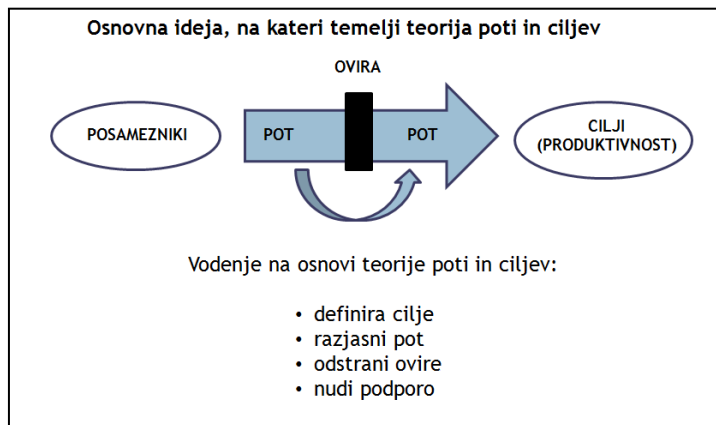 Osnovna ideja, na kateri temelji teorija poti in ciljev
OVIRA
POSAMEZNIKI
POT
POT
CILJI
(PRODUKTIVNOST)
Vodenje na osnovi teorije poti in ciljev:
• definira cilje
• razjasni pot
• odstrani ovire
• nudi podporo